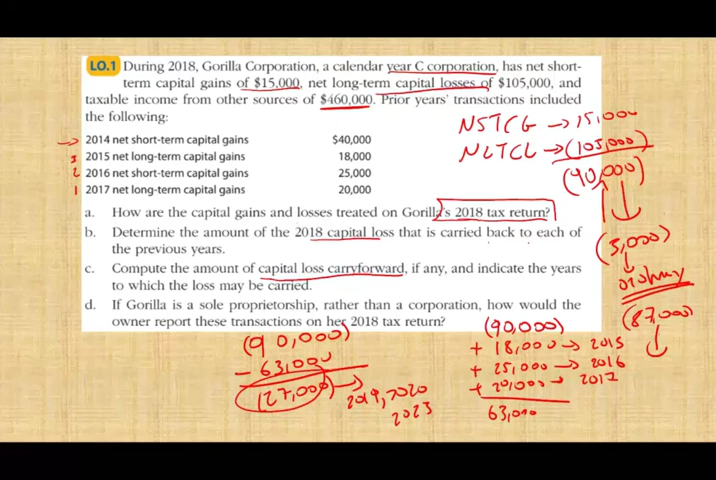 LO.1 During 2018, Gorilla Corporation, a calendar year C corporation, has net short-
term capital gains of $15,000, net long-term capital losses of $105,000, and
taxable income from other sources of $460,000. Prior years' transactions included
the following:
2014 net short-term capital gains $40,000
3 2015 net long-term capital gains 18,000
2 2016 net short-term capital gains 25,000
1 2017 net long-term capital gains 20,000
a. How are the capital gains and losses treated on Gorilla's 2018 tax return?
b. Determine the amount of the 2018 capital loss that is carried back to each of
the previous years.
c. Compute the amount of capital loss carryforward, if any, and indicate the years
to which the loss may be carried.
d. If Gorilla is a sole proprietorship, rather than a corporation, how would the
owner report these transactions on her 2018 tax return?
NSTCG → 15,000
NLTCL → (105,000)
(90,000)
(3,000)
ordinary
(87,000)
(90,000)
- 63,000
(27,000) → 2019, 2020
2023
(90,000)
+ 18,000 → 2015
+ 25,000 → 2016
+ 20,000 → 2017
63,000